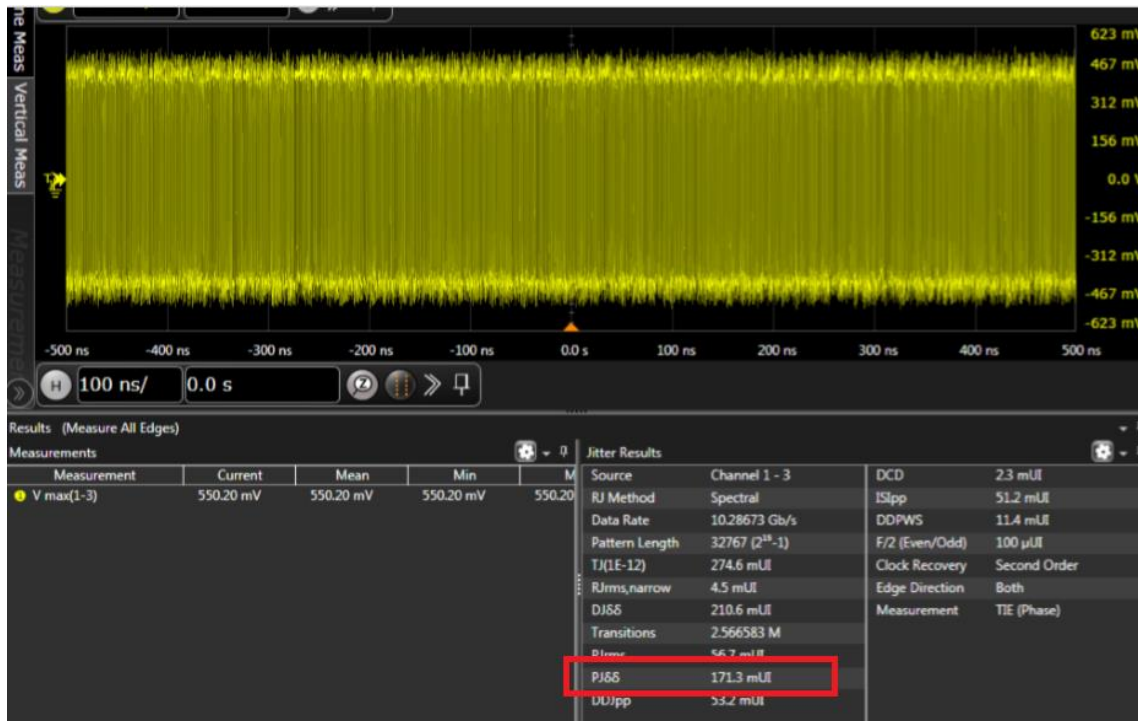 me Meas
Vertical Meas
Measureme
623 mV
467 mV
312 mV
156 mV
0.0 V
-156 mV
-312 mV
-467 mV
-623 mV
-500 ns -400 ns -300 ns -200 ns -100 ns 0.0 s 100 ns 200 ns 300 ns 400 ns 500 ns
H 100 ns/ 0.0 s
Results (Measure All Edges)
Measurements
Measurement Current Mean Min M
V max(1-3) 550.20 mV 550.20 mV 550.20 mV 550.20
Jitter Results
Source Channel 1 - 3 DCD 2.3 mUI
RJ Method Spectral ISIpp 51.2 mUI
Data Rate 10.28673 Gb/s DDPWS 11.4 mUI
Pattern Length 32767 F/2 (Even/Odd) 100 µUI
TJ(1E-12) 274.6 mUI Clock Recovery Second Order
RJrms,narrow 4.5 mUI Edge Direction Both
DJδδ 210.6 mUI Measurement TIE (Phase)
Transitions 2.566583 M
56.7 mUI
PJδδ 171.3 mUI
DDJpp 53.2 mUI